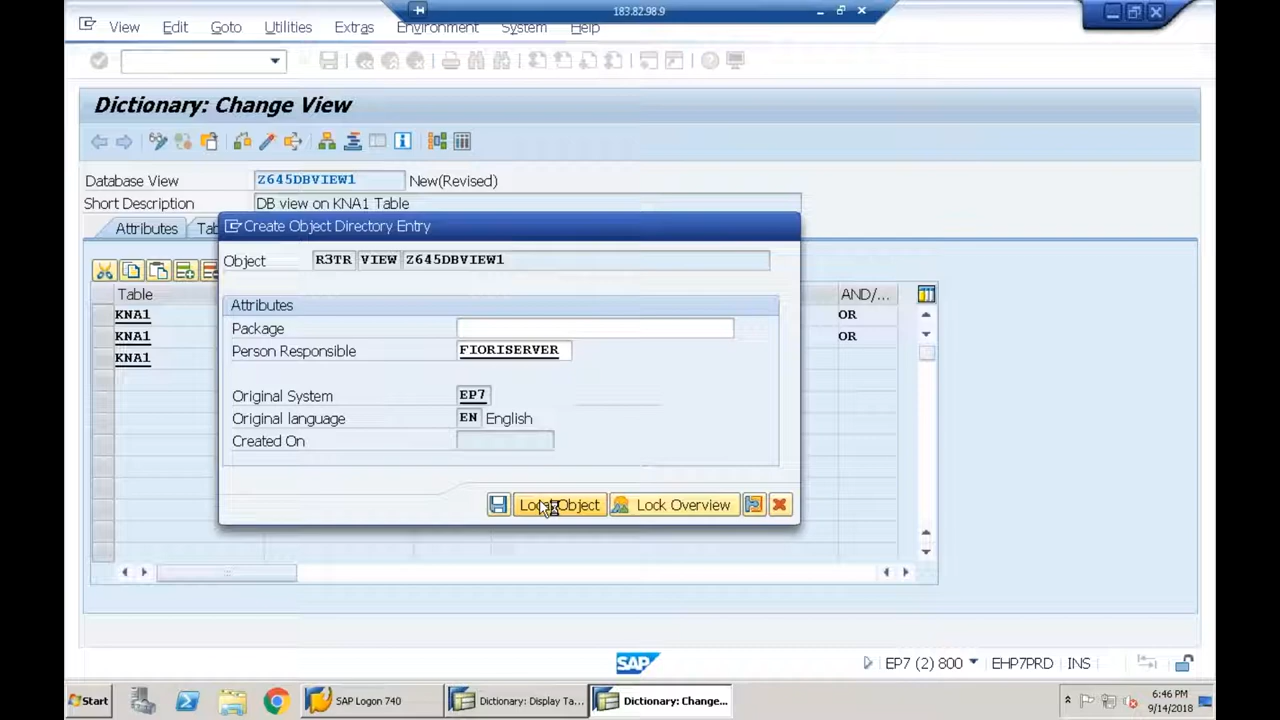 183.82.98.9
View Edit Goto Utilities Extras Environment System Help
Dictionary: Change View
Database View Z645DBVIEW1 New(Revised)
Short Description DB view on KNA1 Table
Attributes
Create Object Directory Entry
Object R3TR VIEW Z645DBVIEW1
Table AND/...
Attributes
KNA1 OR
Package
KNA1 OR
Person Responsible FIORISERVER
KNA1
Original System EP7
Original language EN English
Created On
Local Object Lock Overview
SAP EP7 (2) 800 EHP7PRD INS
Start SAP Logon 740 Dictionary: Display Ta... Dictionary: Change... 6:46 PM
9/14/2018